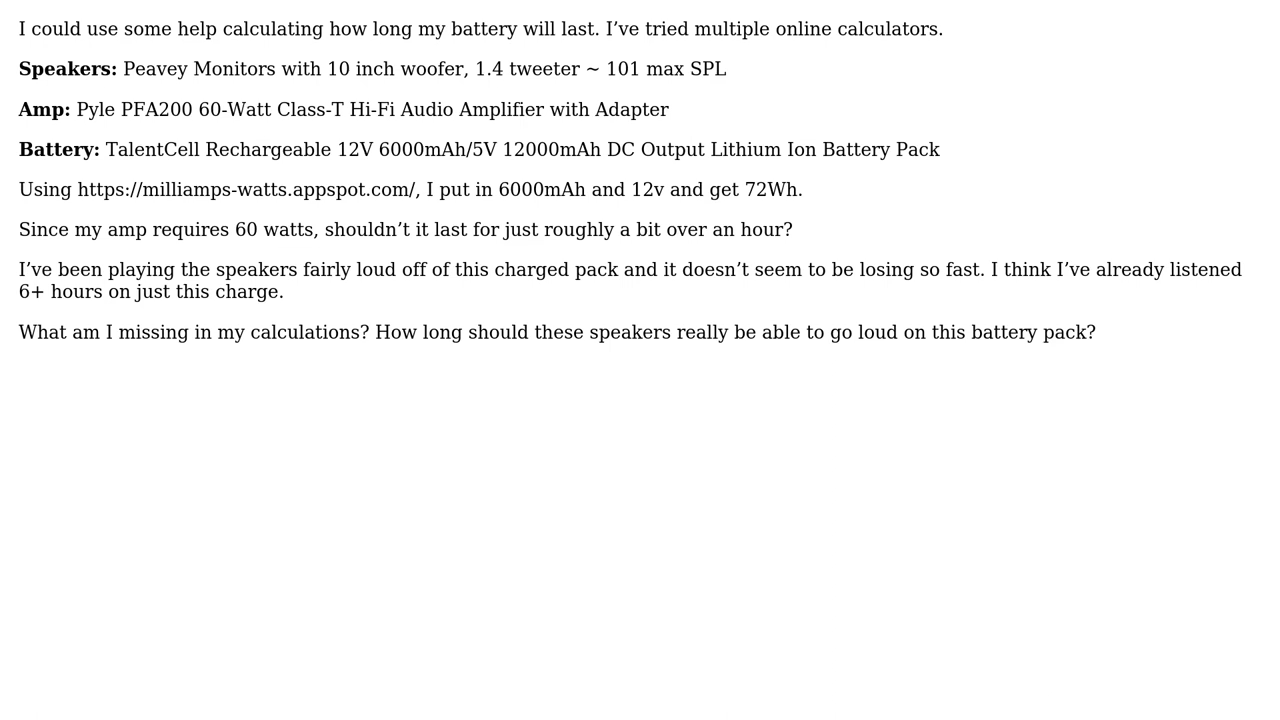 I could use some help calculating how long my battery will last. I’ve tried multiple online calculators.
Speakers: Peavey Monitors with 10 inch woofer, 1.4 tweeter ~ 101 max SPL
Amp: Pyle PFA200 60-Watt Class-T Hi-Fi Audio Amplifier with Adapter
Battery: TalentCell Rechargeable 12V 6000mAh/5V 12000mAh DC Output Lithium Ion Battery Pack
Using https://milliamps-watts.appspot.com/, I put in 6000mAh and 12v and get 72Wh.
Since my amp requires 60 watts, shouldn’t it last for just roughly a bit over an hour?
I’ve been playing the speakers fairly loud off of this charged pack and it doesn’t seem to be losing so fast. I think I’ve already listened
6+ hours on just this charge.
What am I missing in my calculations? How long should these speakers really be able to go loud on this battery pack?